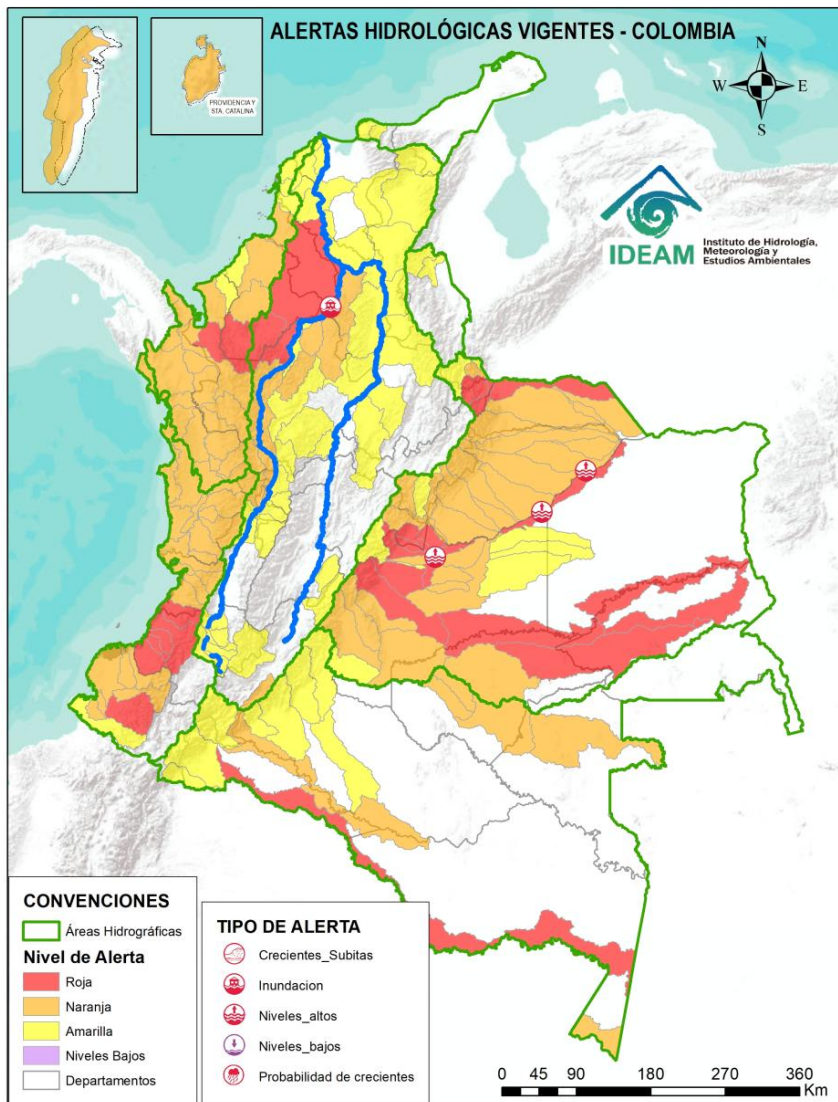 ALERTAS HIDROLÓGICAS VIGENTES - COLOMBIA
PROVIDENCIA Y
STA. CATALINA
N
W
E
S
IDEAM
Instituto de Hidrología,
Meteorología y
Estudios Ambientales
CONVENCIONES
Áreas Hidrográficas
Nivel de Alerta
Roja
Naranja
Amarilla
Niveles Bajos
Departamentos
TIPO DE ALERTA
Crecientes_Subitas
Inundacion
Niveles_altos
Niveles_bajos
Probabilidad de crecientes
0 45 90 180 270 360
Km